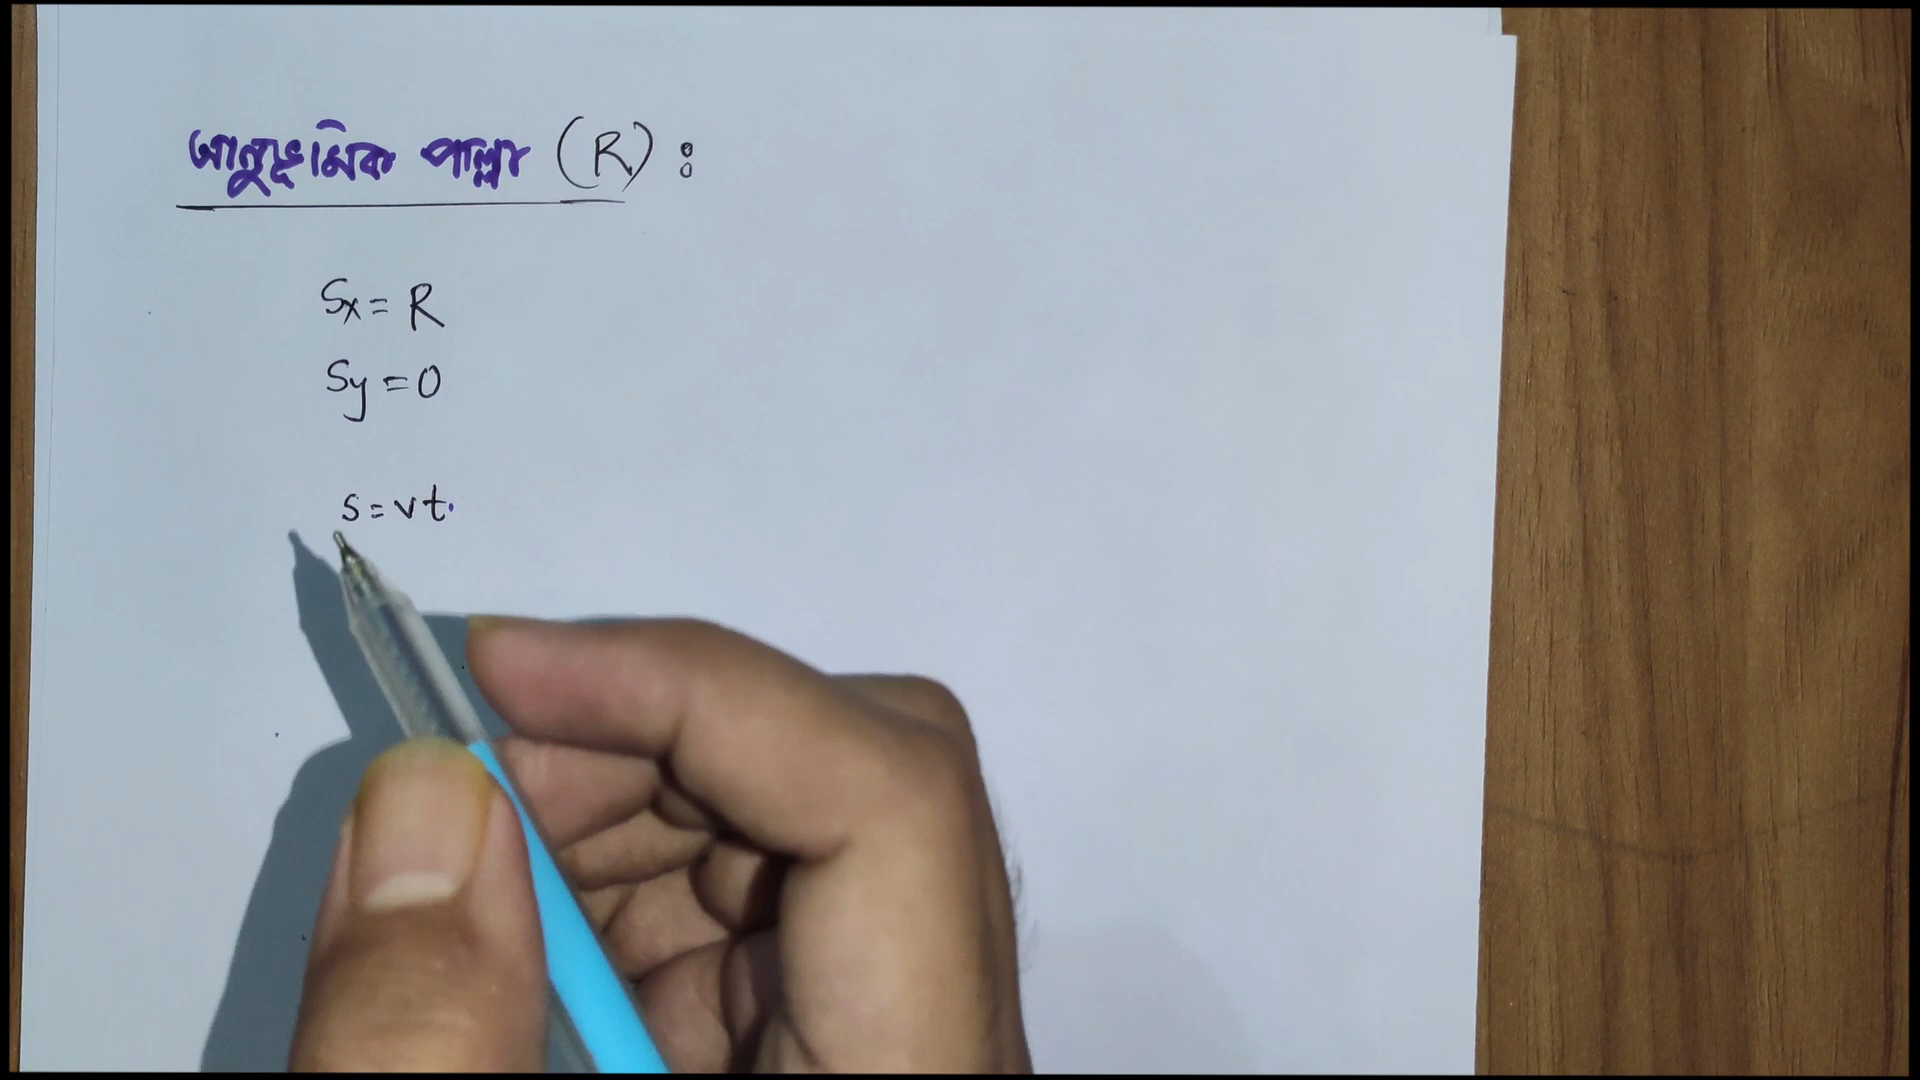 আনুভূমিক পাল্লা (R) :
Sx = R
Sy = 0
s = vt.